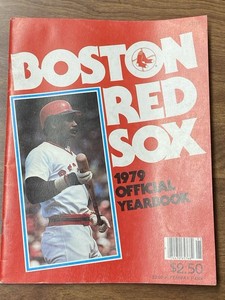 BOSTON
RED
SOX
1979
OFFICIAL
YEARBOOK
$2.50